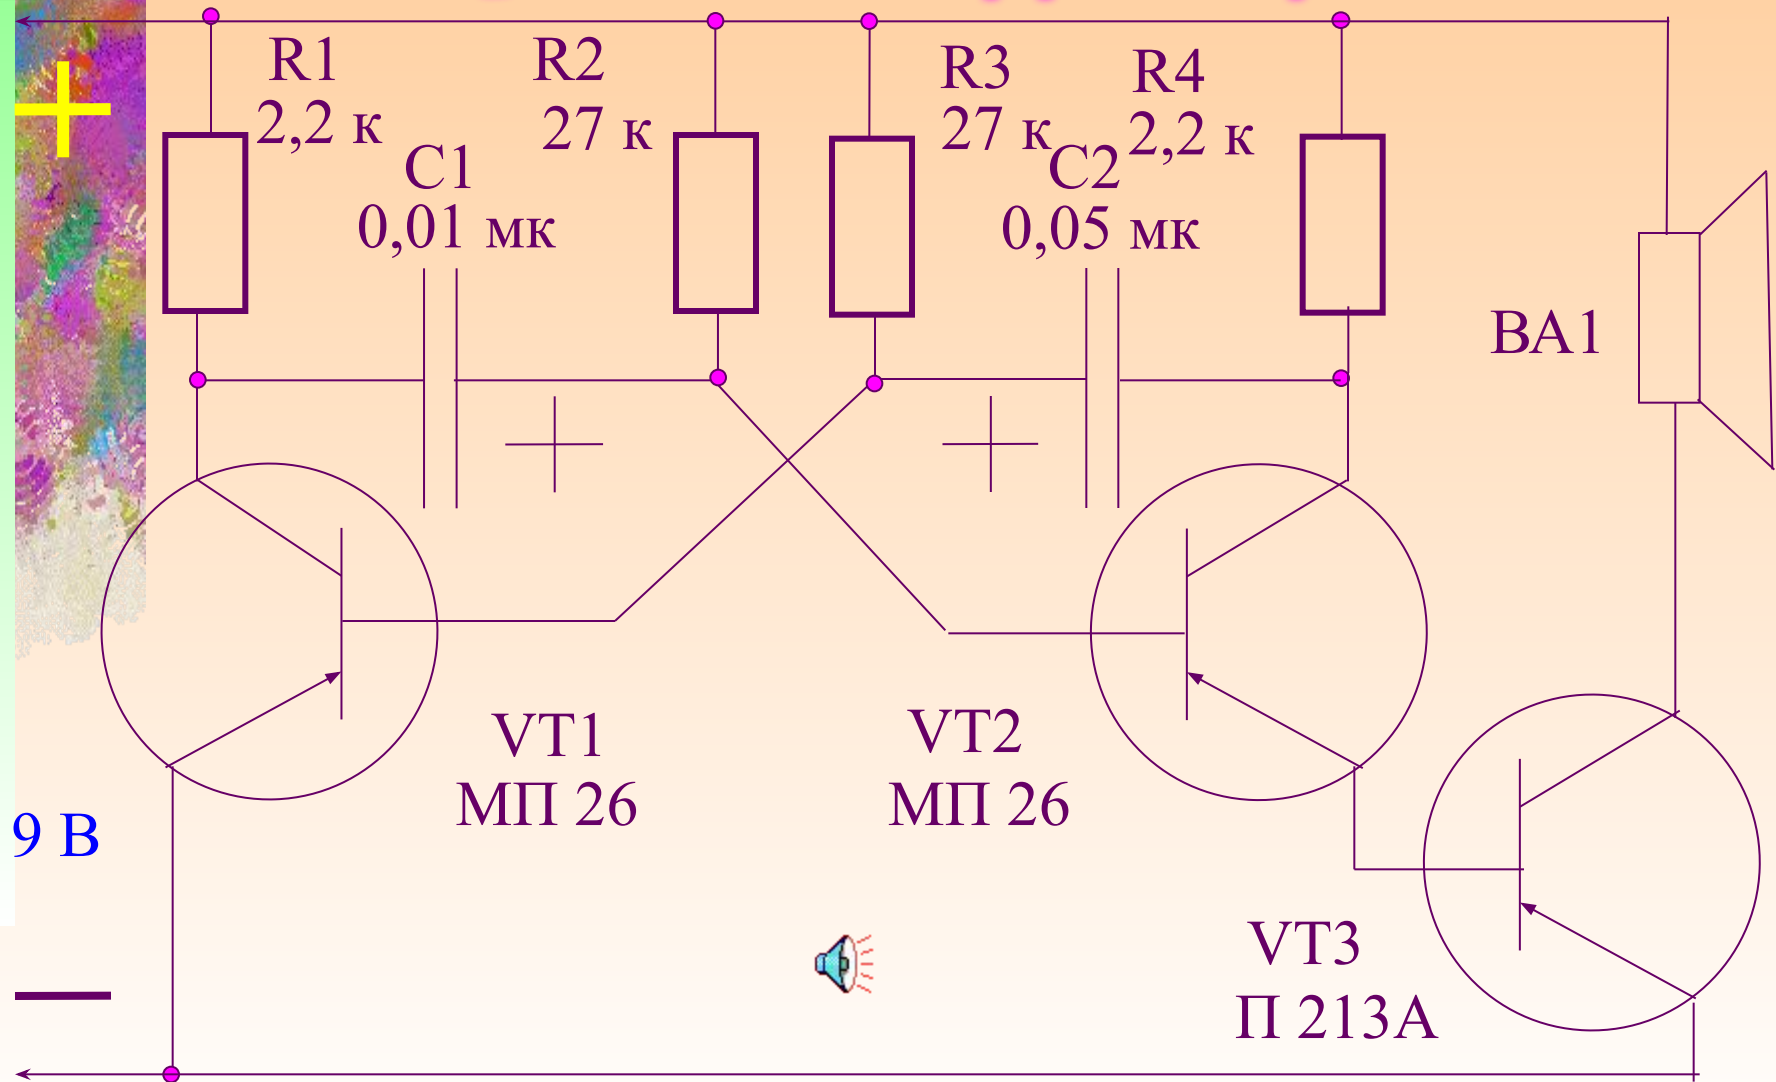 R1
2,2 к
R2
27 к
R3
27 к
R4
2,2 к
C1
0,01 мк
C2
0,05 мк
BA1
+
+
+
VT1
МП 26
VT2
МП 26
9 В
VT3
П 213А
—